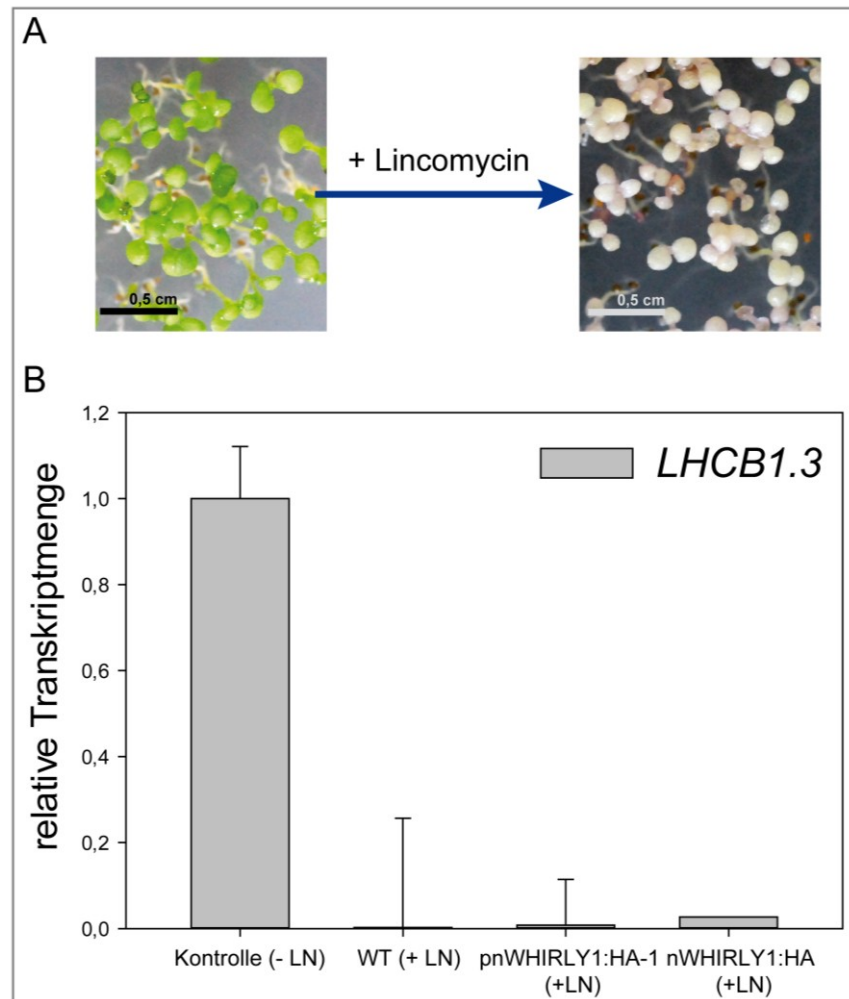 A
+ Lincomycin
0,5 cm
0,5 cm
B
relative Transkriptmenge
1,2
1,0
0,8
0,6
0,4
0,2
0,0
LHCB1.3
Kontrolle (- LN) WT (+ LN) pnWHIRLY1:HA-1 nWHIRLY1:HA
(+LN) (+LN)